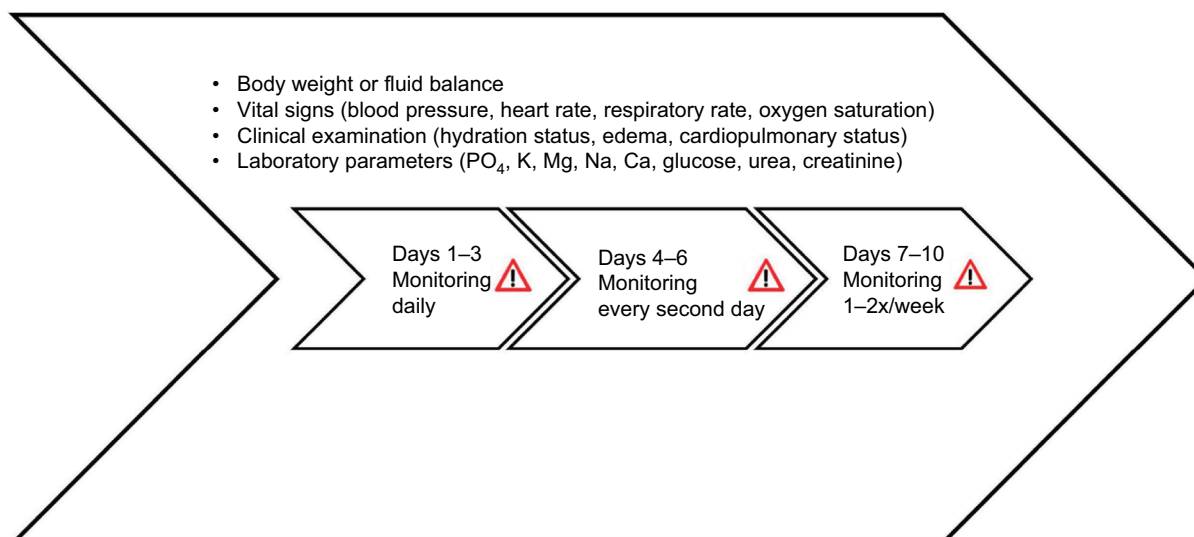 • Body weight or fluid balance
• Vital signs (blood pressure, heart rate, respiratory rate, oxygen saturation)
• Clinical examination (hydration status, edema, cardiopulmonary status)
• Laboratory parameters (PO₄, K, Mg, Na, Ca, glucose, urea, creatinine)
Days 1–3
Monitoring
daily
Days 4–6
Monitoring
every second day
Days 7–10
Monitoring
1–2x/week